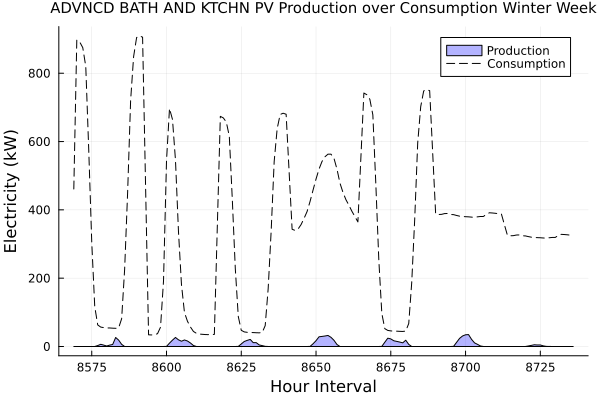 ADVNCD BATH AND KTCHN PV Production over Consumption Winter Week
Production
Consumption
Electricity (kW)
800
600
400
200
0
8575 8600 8625 8650 8675 8700 8725
Hour Interval